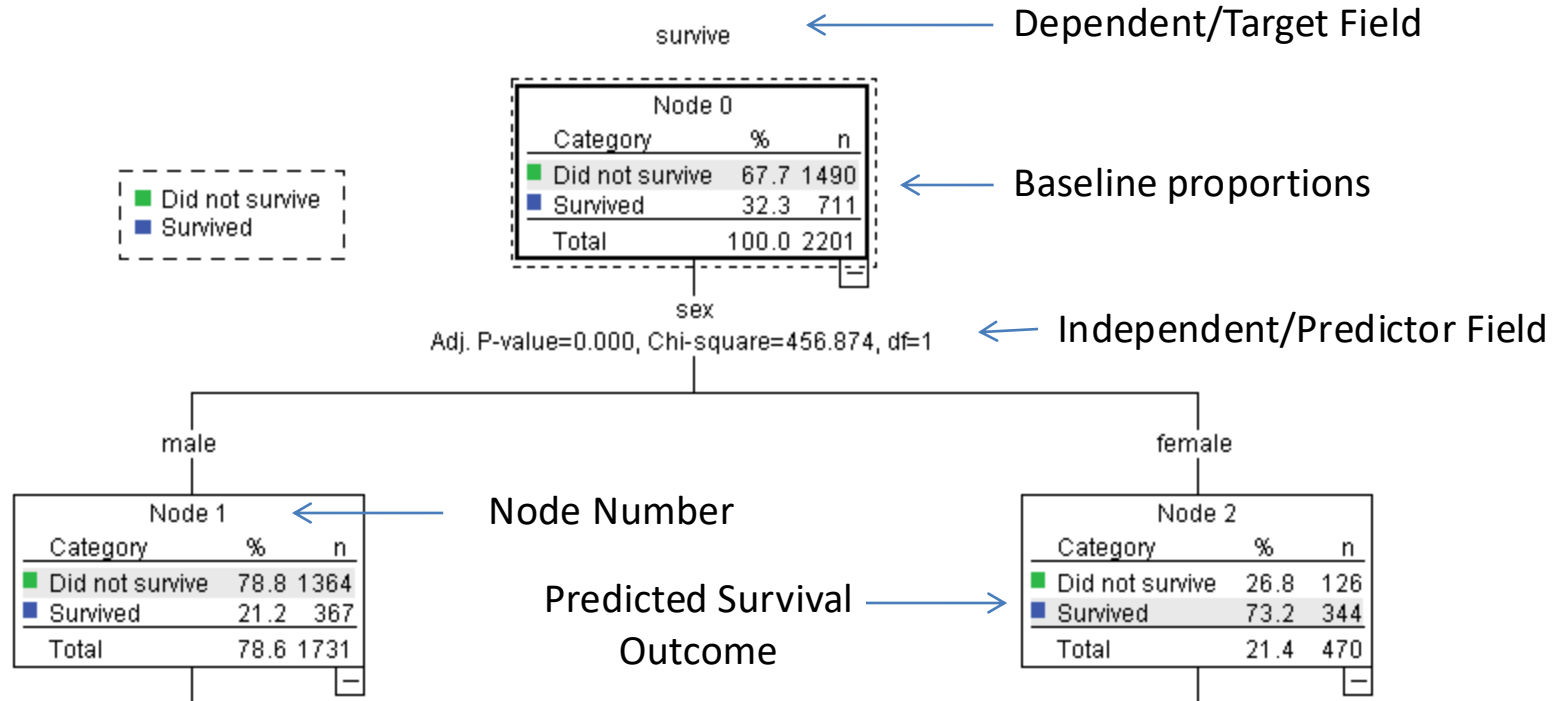 survive
Dependent/Target Field
Node 0
Category % n
Did not survive 67.7 1490
Survived 32.3 711
Total 100.0 2201
Baseline proportions
Did not survive
Survived
sex
Adj. P-value=0.000, Chi-square=456.874, df=1
Independent/Predictor Field
male
female
Node 1
Category % n
Did not survive 78.8 1364
Survived 21.2 367
Total 78.6 1731
Node Number
Predicted Survival
Outcome
Node 2
Category % n
Did not survive 26.8 126
Survived 73.2 344
Total 21.4 470